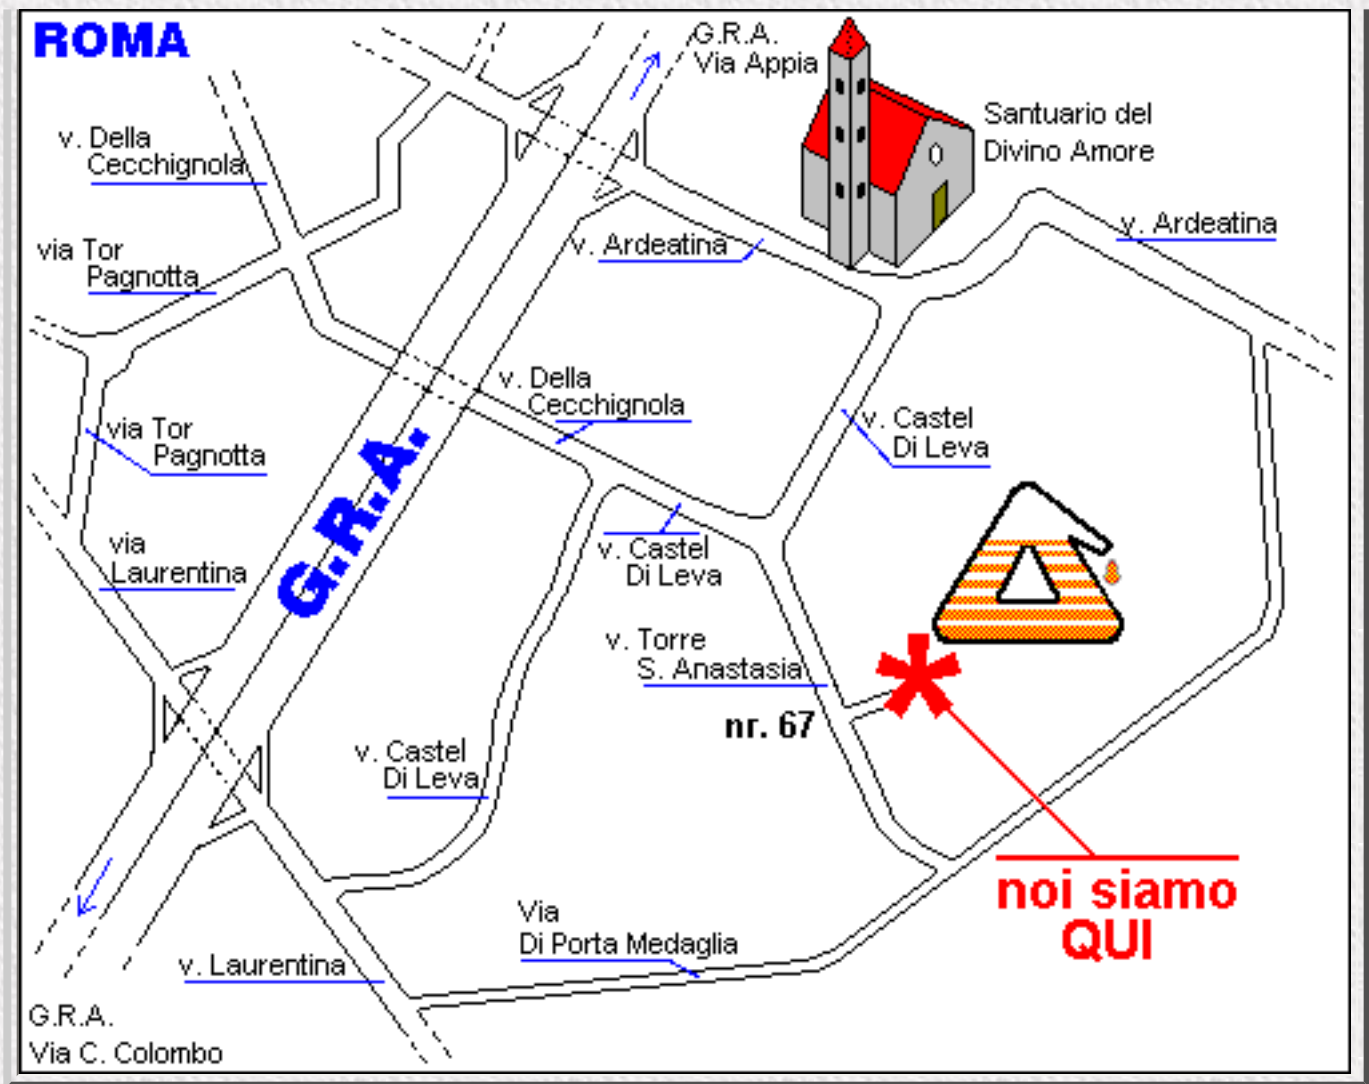 ROMA
G.R.A.
Via Appia
Santuario del
Divino Amore
v. Della
Cecchignola
v. Ardeatina
v. Ardeatina
via Tor
Pagnotta
v. Della
Cecchignola
via Tor
Pagnotta
v. Castel
Di Leva
G.R.A.
via
Laurentina
v. Castel
Di Leva
v. Torre
S. Anastasia
nr. 67
v. Castel
Di Leva
noi siamo
QUI
Via
Di Porta Medaglia
v. Laurentina
G.R.A.
Via C. Colombo